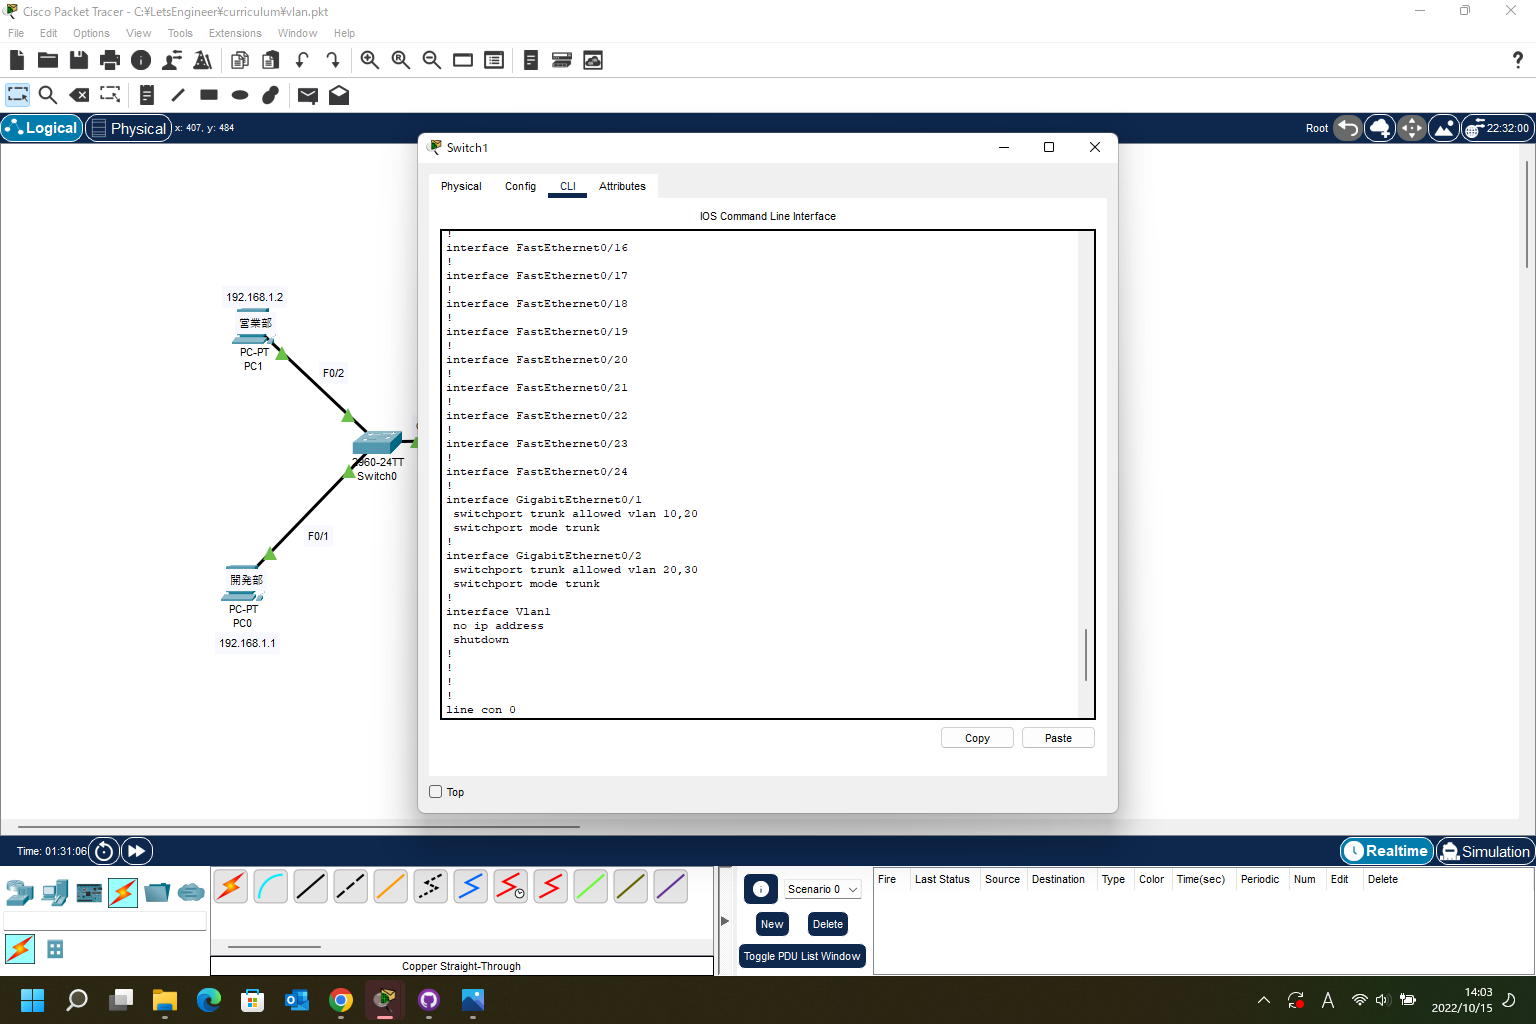 Cisco Packet Tracer - C:¥LetsEngineer¥curriculum¥vlan.pkt
File Edit Options View Tools Extensions Window Help
?
Logical Physical x: 407, y: 484
Root 22:32:00
Switch1
Physical Config CLI Attributes
IOS Command Line Interface
!
interface FastEthernet0/16
!
interface FastEthernet0/17
!
interface FastEthernet0/18
!
interface FastEthernet0/19
!
interface FastEthernet0/20
!
interface FastEthernet0/21
!
interface FastEthernet0/22
!
interface FastEthernet0/23
!
interface FastEthernet0/24
!
interface GigabitEthernet0/1
switchport trunk allowed vlan 10,20
switchport mode trunk
!
interface GigabitEthernet0/2
switchport trunk allowed vlan 20,30
switchport mode trunk
!
interface Vlan1
no ip address
shutdown
!
!
!
!
line con 0
Copy Paste
Top
192.168.1.2
営業部
PC-PT
PC1
F0/2
2960-24TT
Switch0
F0/1
開発部
PC-PT
PC0
192.168.1.1
Time: 01:31:06
Realtime Simulation
Scenario 0
New Delete
Toggle PDU List Window
Fire Last Status Source Destination Type Color Time(sec) Periodic Num Edit Delete
Copper Straight-Through
A
14:03
2022/10/15